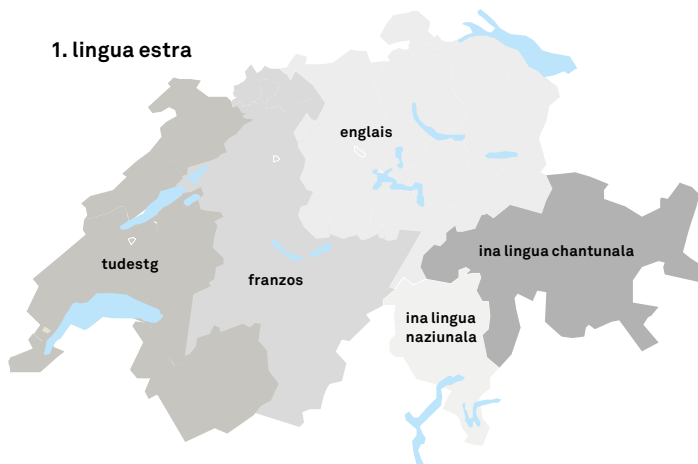 1. lingua estra
englais
ina lingua chantunala
tudestg
franzos
ina lingua
naziunala